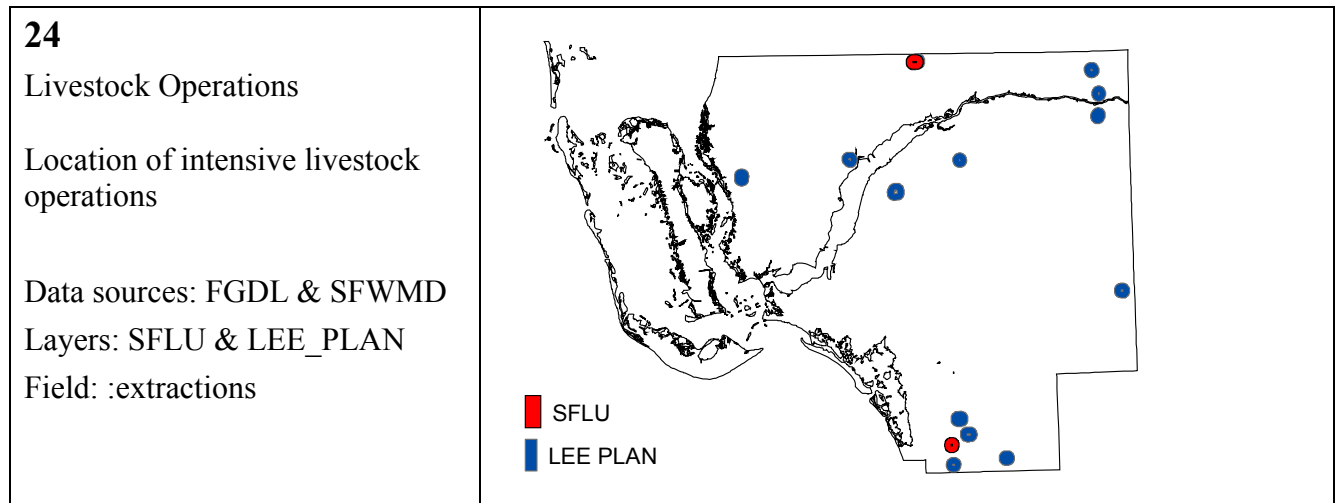 24
Livestock Operations
Location of intensive livestock
operations
Data sources: FGDL & SFWMD
Layers: SFLU & LEE_PLAN
Field: :extractions
SFLU
LEE PLAN